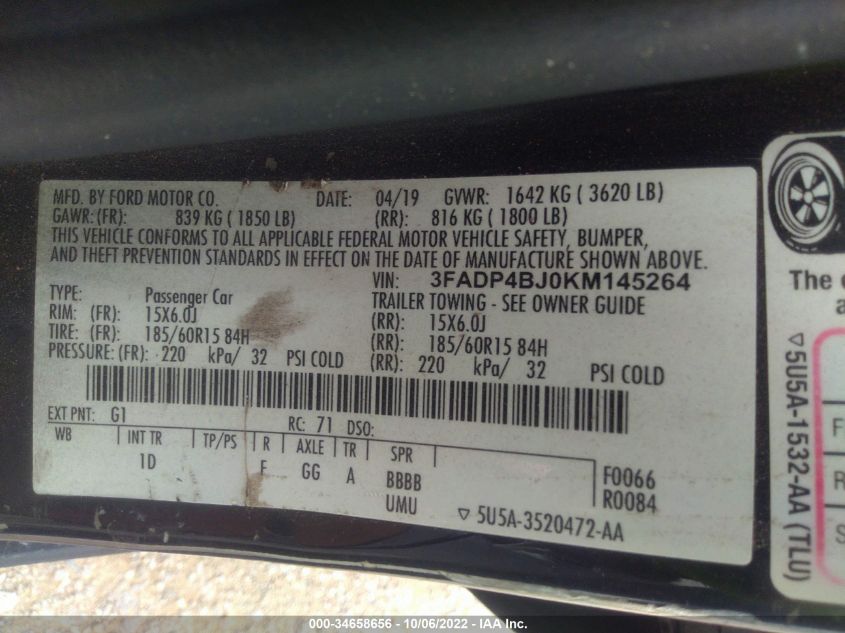 MFD. BY FORD MOTOR CO. DATE: 04/19 GVWR: 1642 KG ( 3620 LB)
GAWR: (FR): 839 KG ( 1850 LB) (RR): 816 KG ( 1800 LB)
THIS VEHICLE CONFORMS TO ALL APPLICABLE FEDERAL MOTOR VEHICLE SAFETY, BUMPER,
AND THEFT PREVENTION STANDARDS IN EFFECT ON THE DATE OF MANUFACTURE SHOWN ABOVE.
VIN: 3FADP4BJ0KM145264
TYPE: Passenger Car TRAILER TOWING - SEE OWNER GUIDE
RIM: (FR): 15X6.0J (RR): 15X6.0J
TIRE: (FR): 185/60R15 84H (RR): 185/60R15 84H
PRESSURE: (FR): 220 kPa/ 32 PSI COLD (RR): 220 kPa/ 32 PSI COLD
EXT PNT: G1 RC: 71 DSO:
WB INT TR TP/PS R AXLE TR SPR
1D F GG A BBBB F0066
UMU R0084
▽ 5U5A-3520472-AA
The
a
▽ 5U5A-1532-AA (TLU)
F
R
S
000-34658656 - 10/06/2022 - IAA Inc.